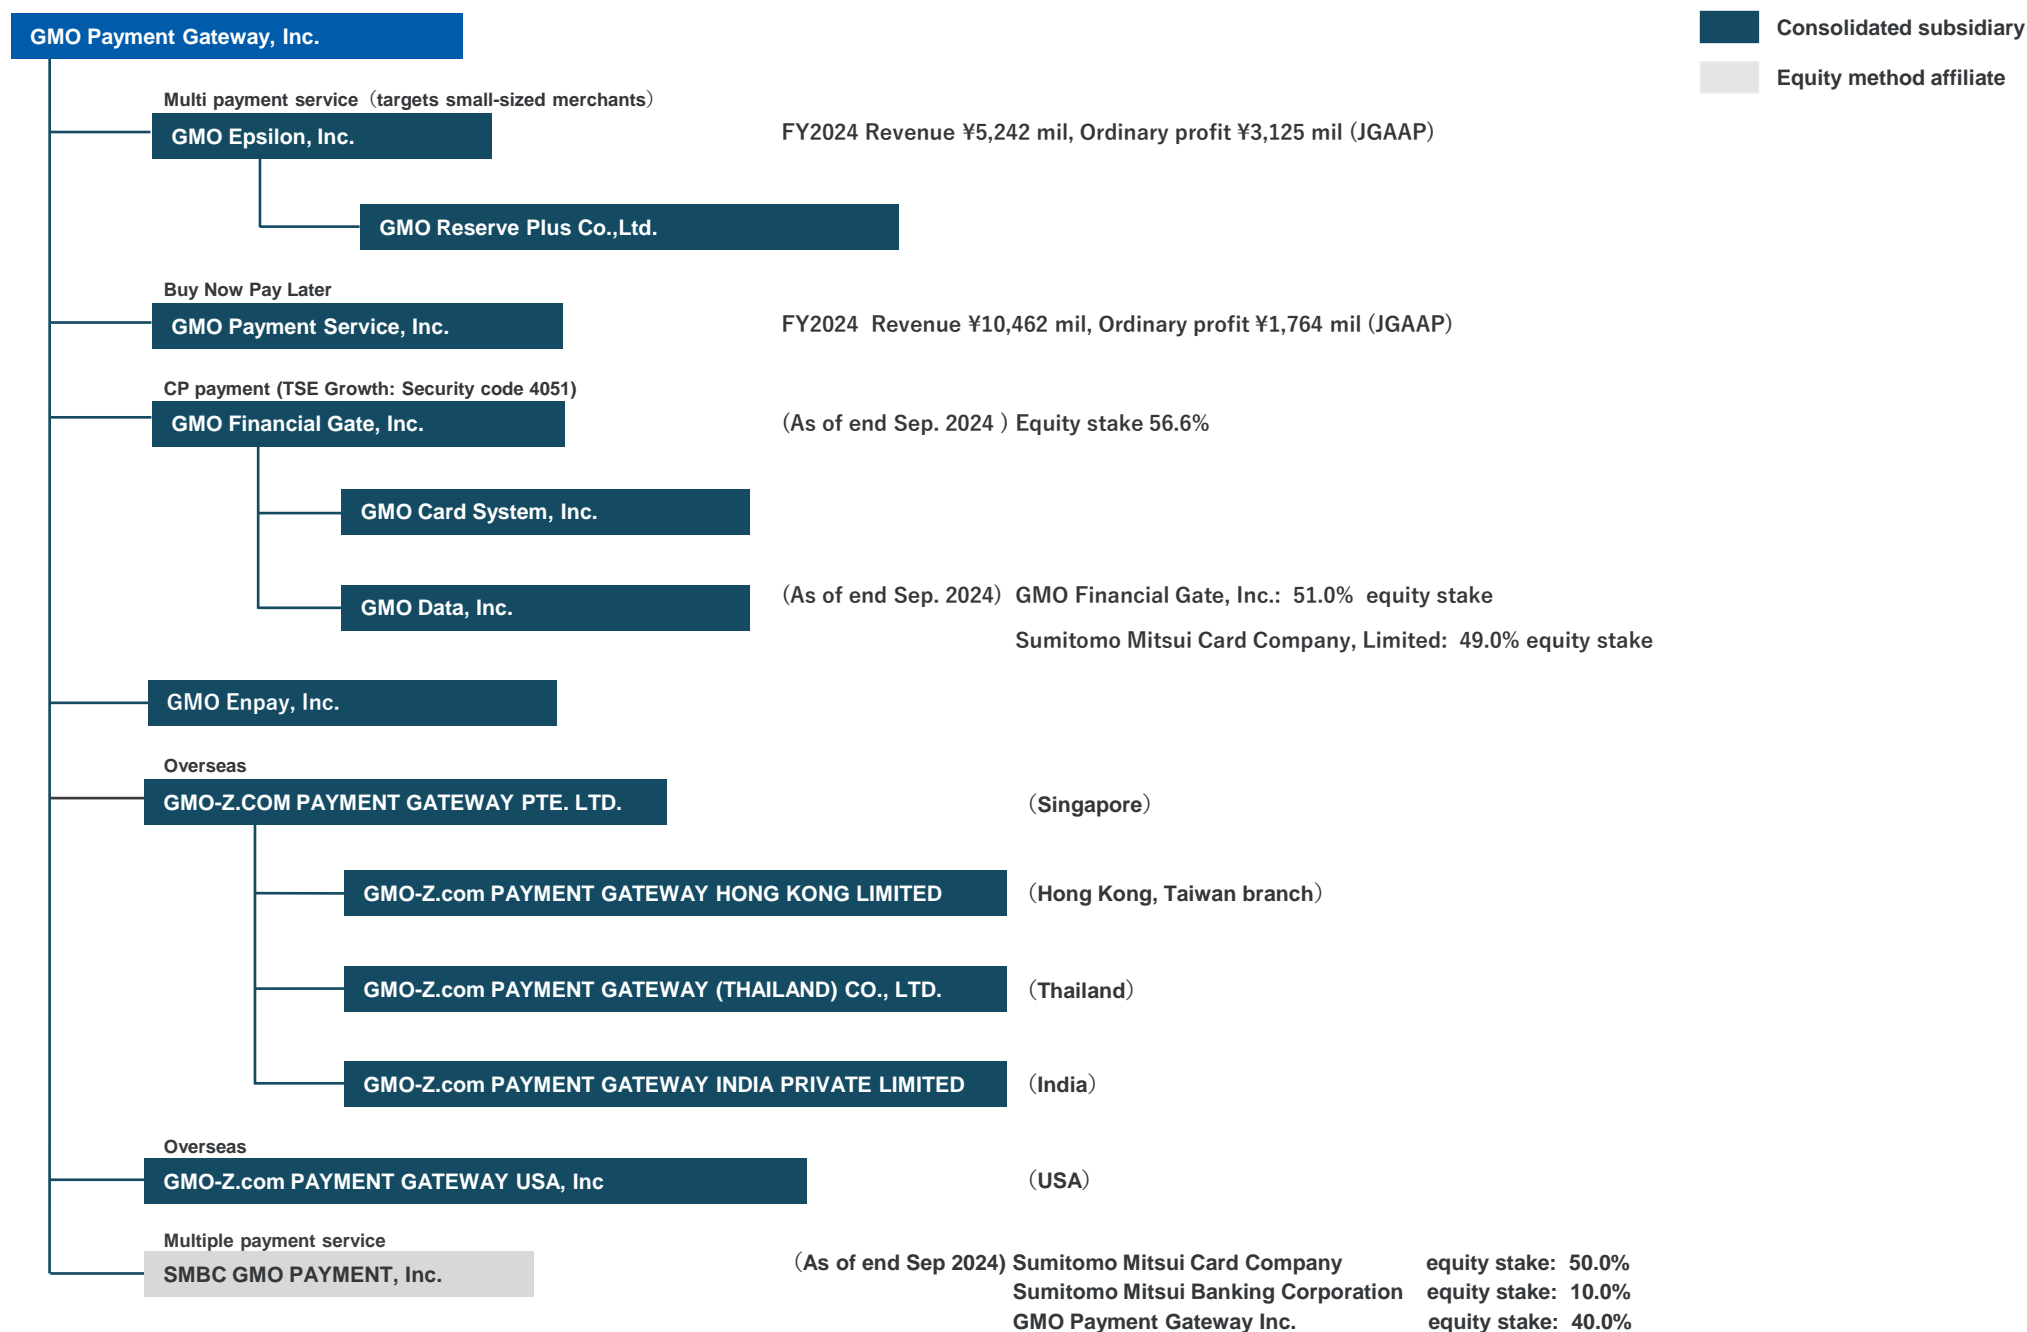 GMO Payment Gateway, Inc.
Consolidated subsidiary
Equity method affiliate
Multi payment service（targets small-sized merchants）
GMO Epsilon, Inc.
FY2024 Revenue ¥5,242 mil, Ordinary profit ¥3,125 mil (JGAAP)
GMO Reserve Plus Co.,Ltd.
Buy Now Pay Later
GMO Payment Service, Inc.
FY2024 Revenue ¥10,462 mil, Ordinary profit ¥1,764 mil (JGAAP)
CP payment (TSE Growth: Security code 4051)
GMO Financial Gate, Inc.
(As of end Sep. 2024 ) Equity stake 56.6%
GMO Card System, Inc.
GMO Data, Inc.
(As of end Sep. 2024) GMO Financial Gate, Inc.: 51.0% equity stake
Sumitomo Mitsui Card Company, Limited: 49.0% equity stake
GMO Enpay, Inc.
Overseas
GMO-Z.COM PAYMENT GATEWAY PTE. LTD.
（Singapore）
GMO-Z.com PAYMENT GATEWAY HONG KONG LIMITED
（Hong Kong, Taiwan branch）
GMO-Z.com PAYMENT GATEWAY (THAILAND) CO., LTD.
（Thailand）
GMO-Z.com PAYMENT GATEWAY INDIA PRIVATE LIMITED
（India）
Overseas
GMO-Z.com PAYMENT GATEWAY USA, Inc
（USA）
Multiple payment service
SMBC GMO PAYMENT, Inc.
（As of end Sep 2024) Sumitomo Mitsui Card Company equity stake: 50.0%
Sumitomo Mitsui Banking Corporation equity stake: 10.0%
GMO Payment Gateway Inc. equity stake: 40.0%